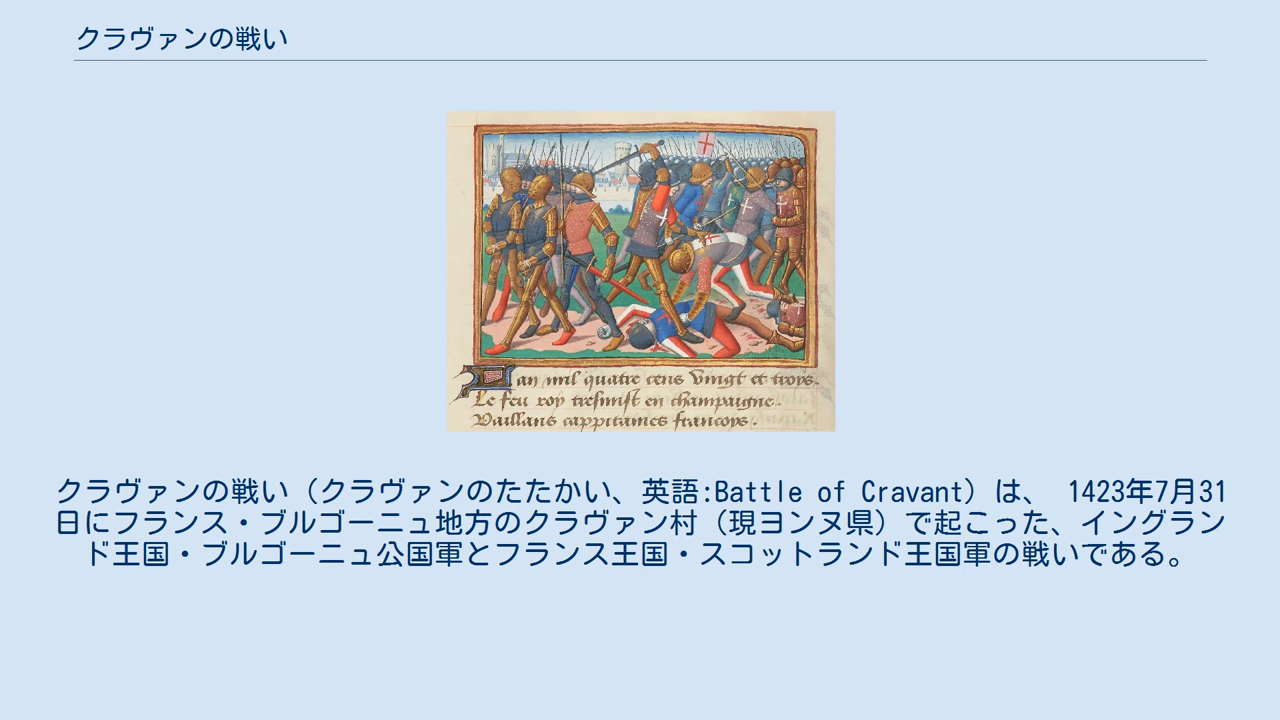 クラヴァンの戦い
Lan mil quatre cens Vingt et troys.
Le feu roy tresmist en champaigne.
Vaillans cappitaines francoys.
クラヴァンの戦い（クラヴァンのたたかい、英語:Battle of Cravant）は、 1423年7月31
日にフランス・ブルゴーニュ地方のクラヴァン村（現ヨンヌ県）で起こった、イングラン
ド王国・ブルゴーニュ公国軍とフランス王国・スコットランド王国軍の戦いである。